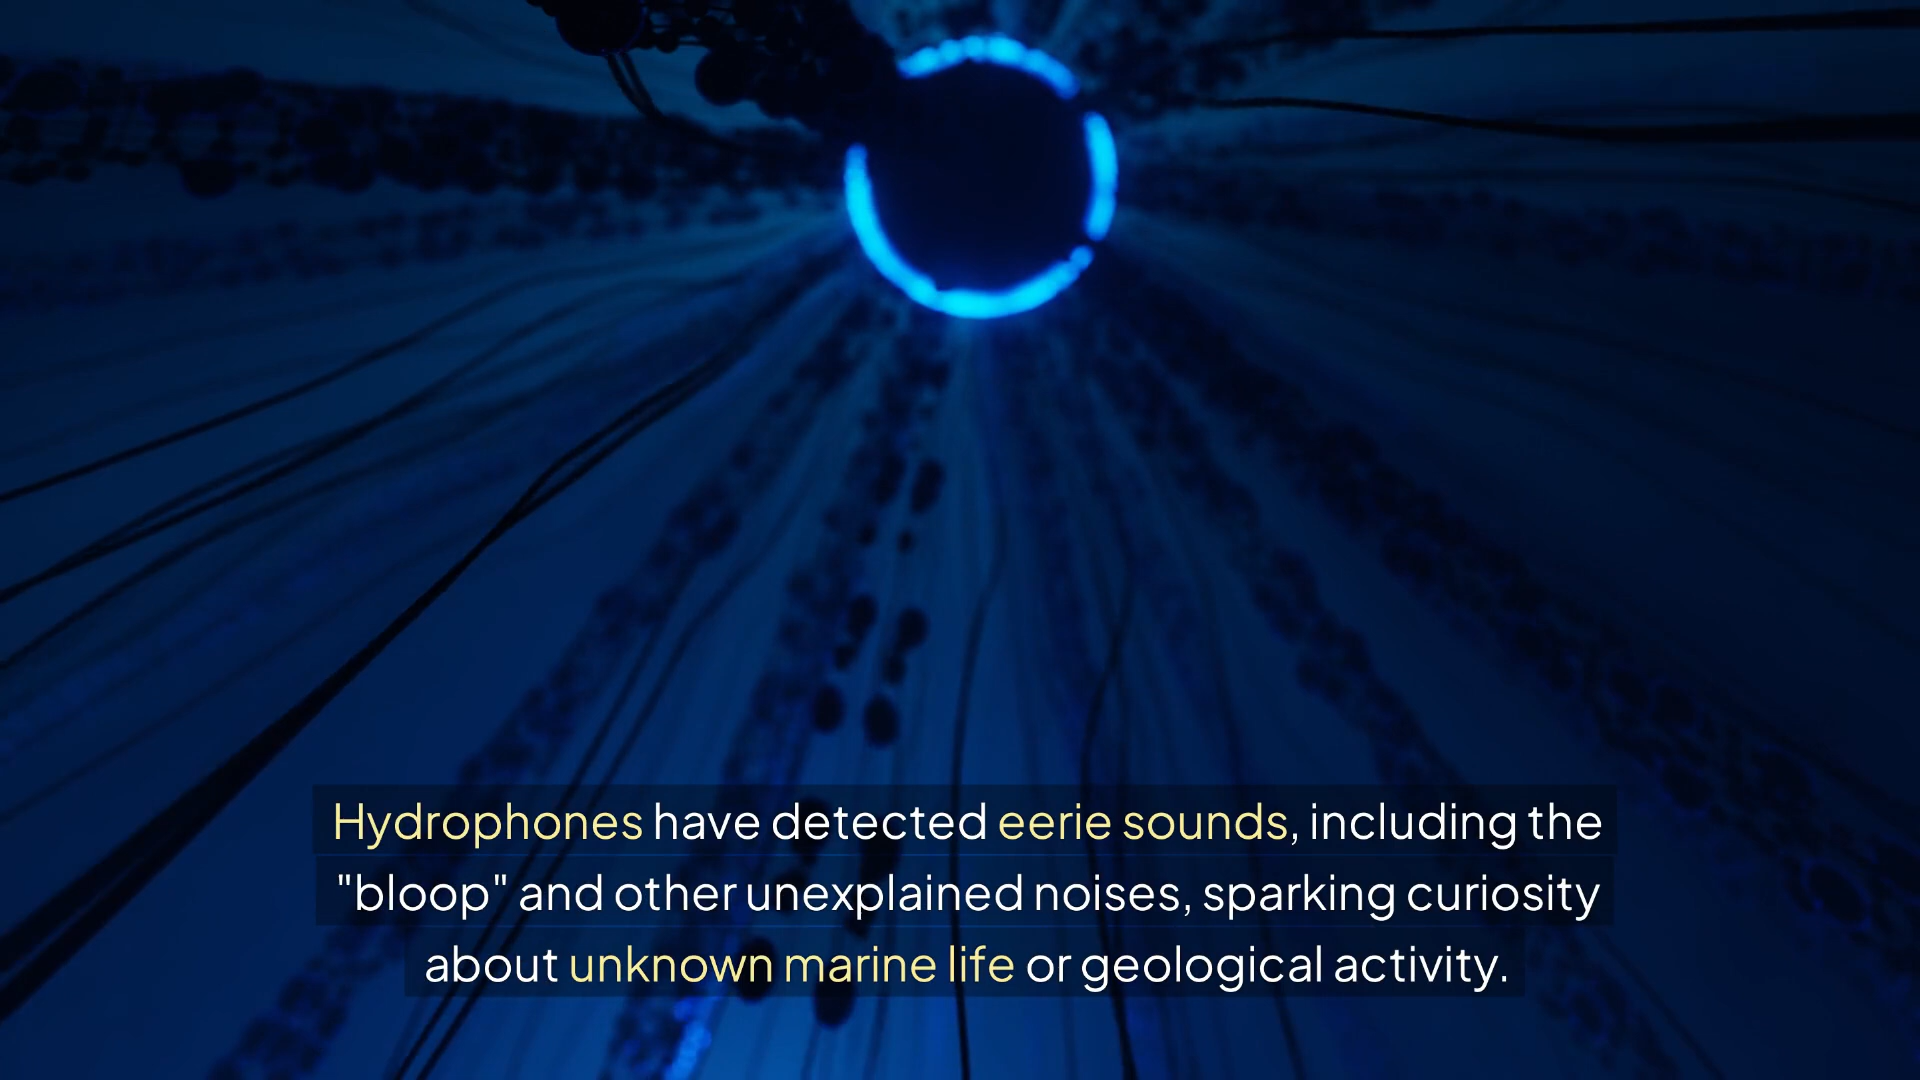 Hydrophones have detected eerie sounds, including the
"bloop" and other unexplained noises, sparking curiosity
about unknown marine life or geological activity.